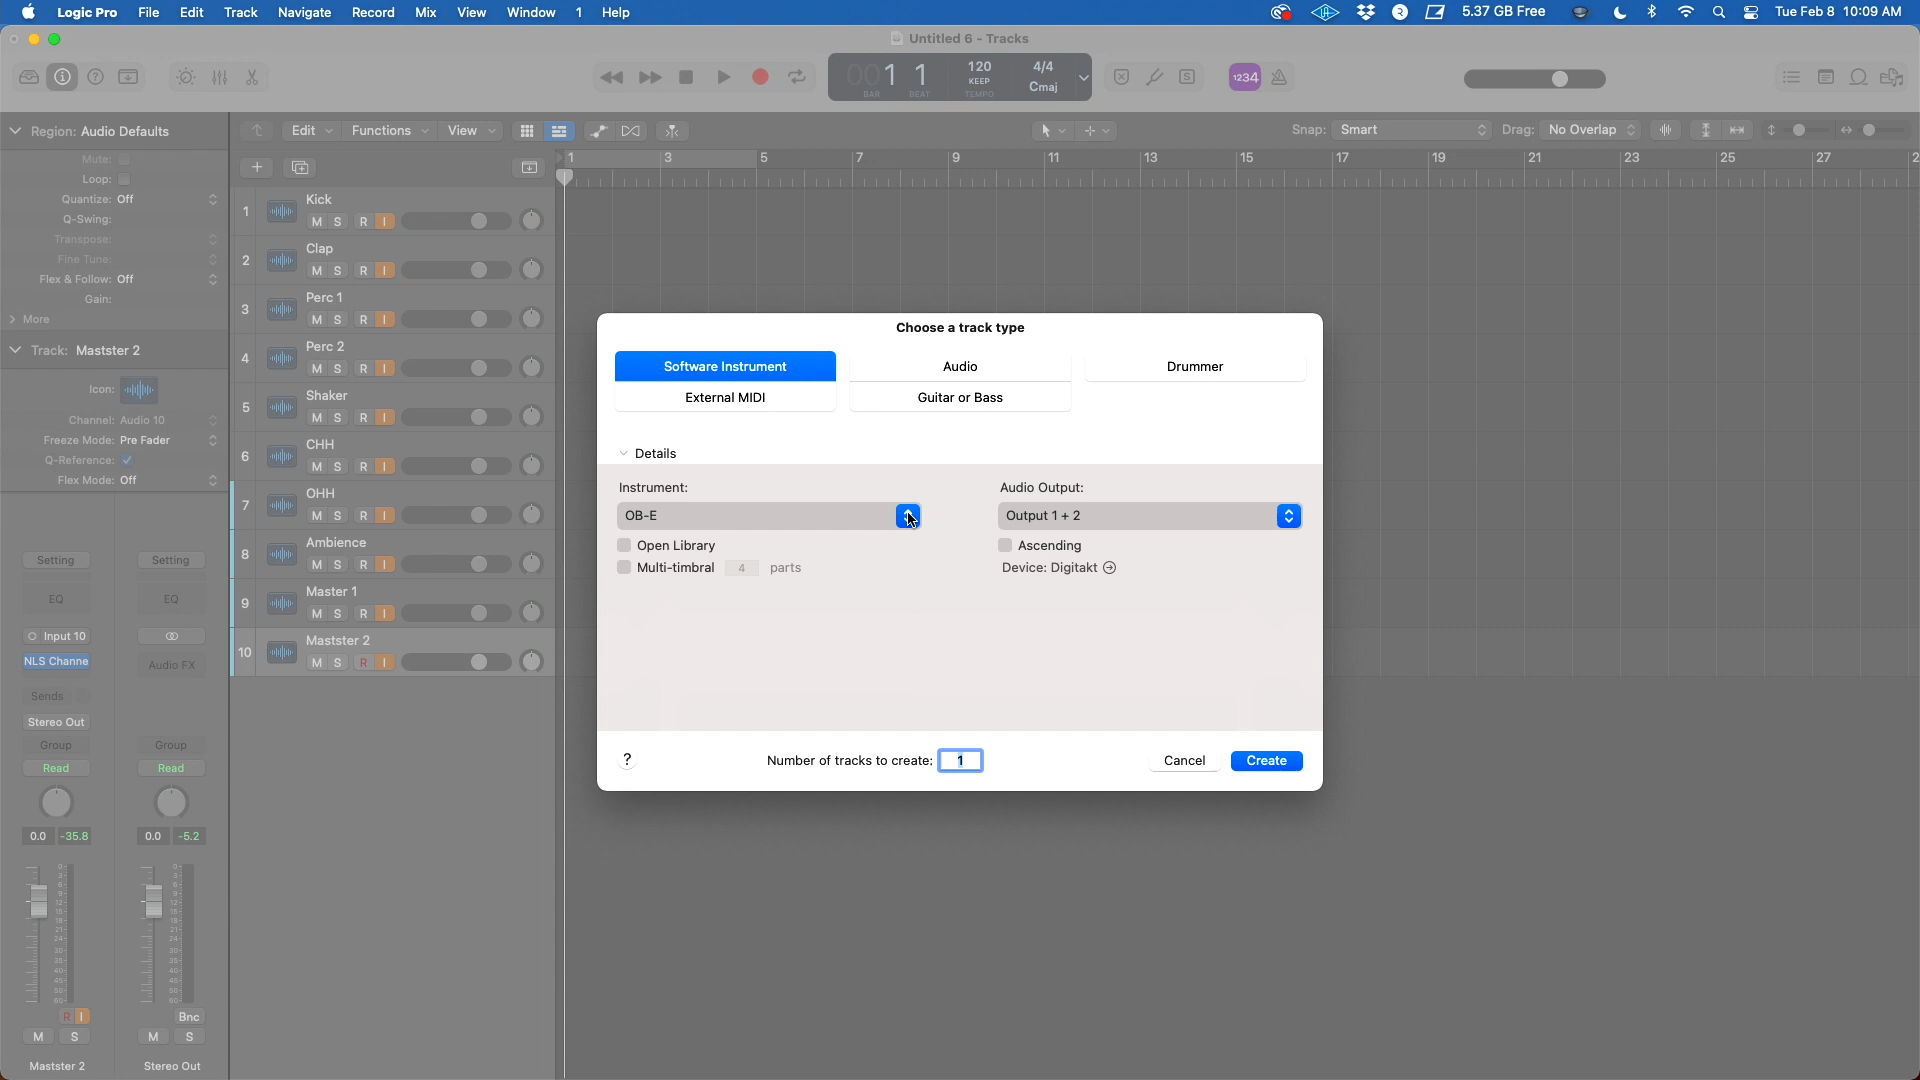 Logic Pro File Edit Track Navigate Record Mix View Window 1 Help 5.37 GB Free Tue Feb 8 10:09 AM
Untitled 6 - Tracks
001 1 120 4/4
KEEP Cmaj
BAR BEAT TEMPO
1234
Region: Audio Defaults
Edit Functions View
Snap: Smart Drag: No Overlap
1 3 5 7 9 11 13 15 17 19 21 23 25 27 2
Mute:
Loop:
Quantize: Off
Q-Swing:
Transpose:
Fine Tune:
Flex & Follow: Off
Gain:
More
Track: Mastster 2
Icon:
Channel: Audio 10
Freeze Mode: Pre Fader
Q-Reference:
Flex Mode: Off
1 Kick
M S R I
2 Clap
M S R I
3 Perc 1
M S R I
4 Perc 2
M S R I
5 Shaker
M S R I
6 CHH
M S R I
7 OHH
M S R I
8 Ambience
M S R I
9 Master 1
M S R I
10 Mastster 2
M S R I
Choose a track type
Software Instrument Audio Drummer
External MIDI Guitar or Bass
Details
Instrument: Audio Output:
OB-E Output 1 + 2
Open Library Ascending
Multi-timbral 4 parts Device: Digitakt
? Number of tracks to create: 1 Cancel Create
Setting Setting
EQ EQ
Input 10
NLS Channe Audio FX
Sends
Stereo Out
Group Group
Read Read
0.0 -35.8 0.0 -5.2
R I Bnc
M S M S
Mastster 2 Stereo Out